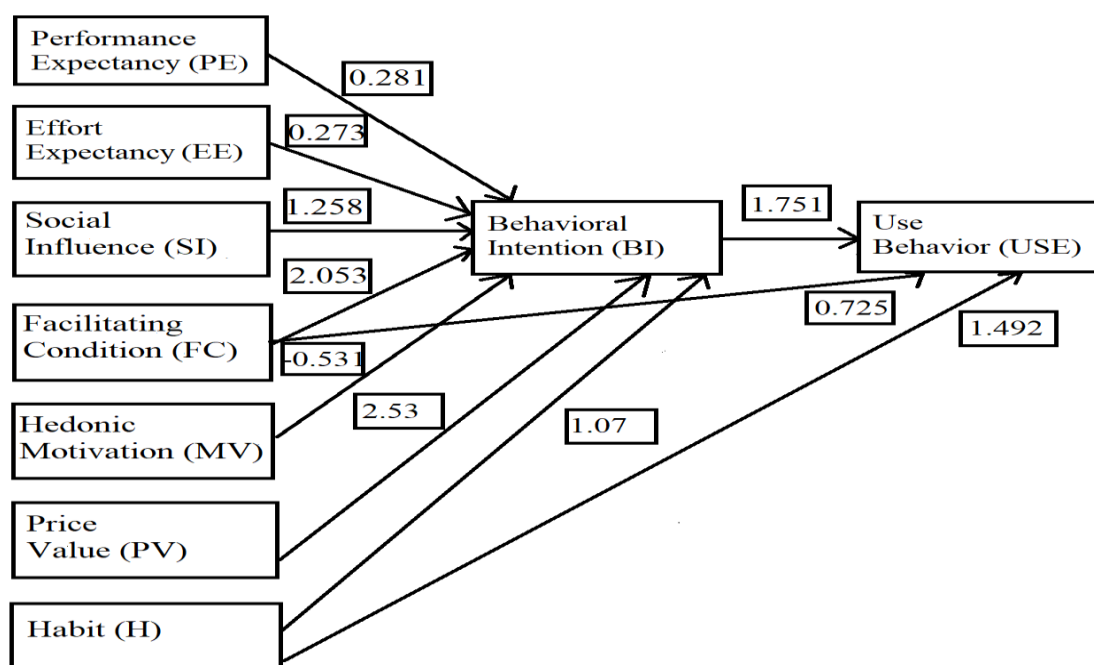 Performance
Expectancy (PE)
0.281
Effort
Expectancy (EE)
0.273
Social
Influence (SI)
1.258
Behavioral
Intention (BI)
1.751
Use
Behavior (USE)
2.053
Facilitating
Condition (FC)
0.725
1.492
-0.531
Hedonic
Motivation (MV)
2.53
1.07
Price
Value (PV)
Habit (H)